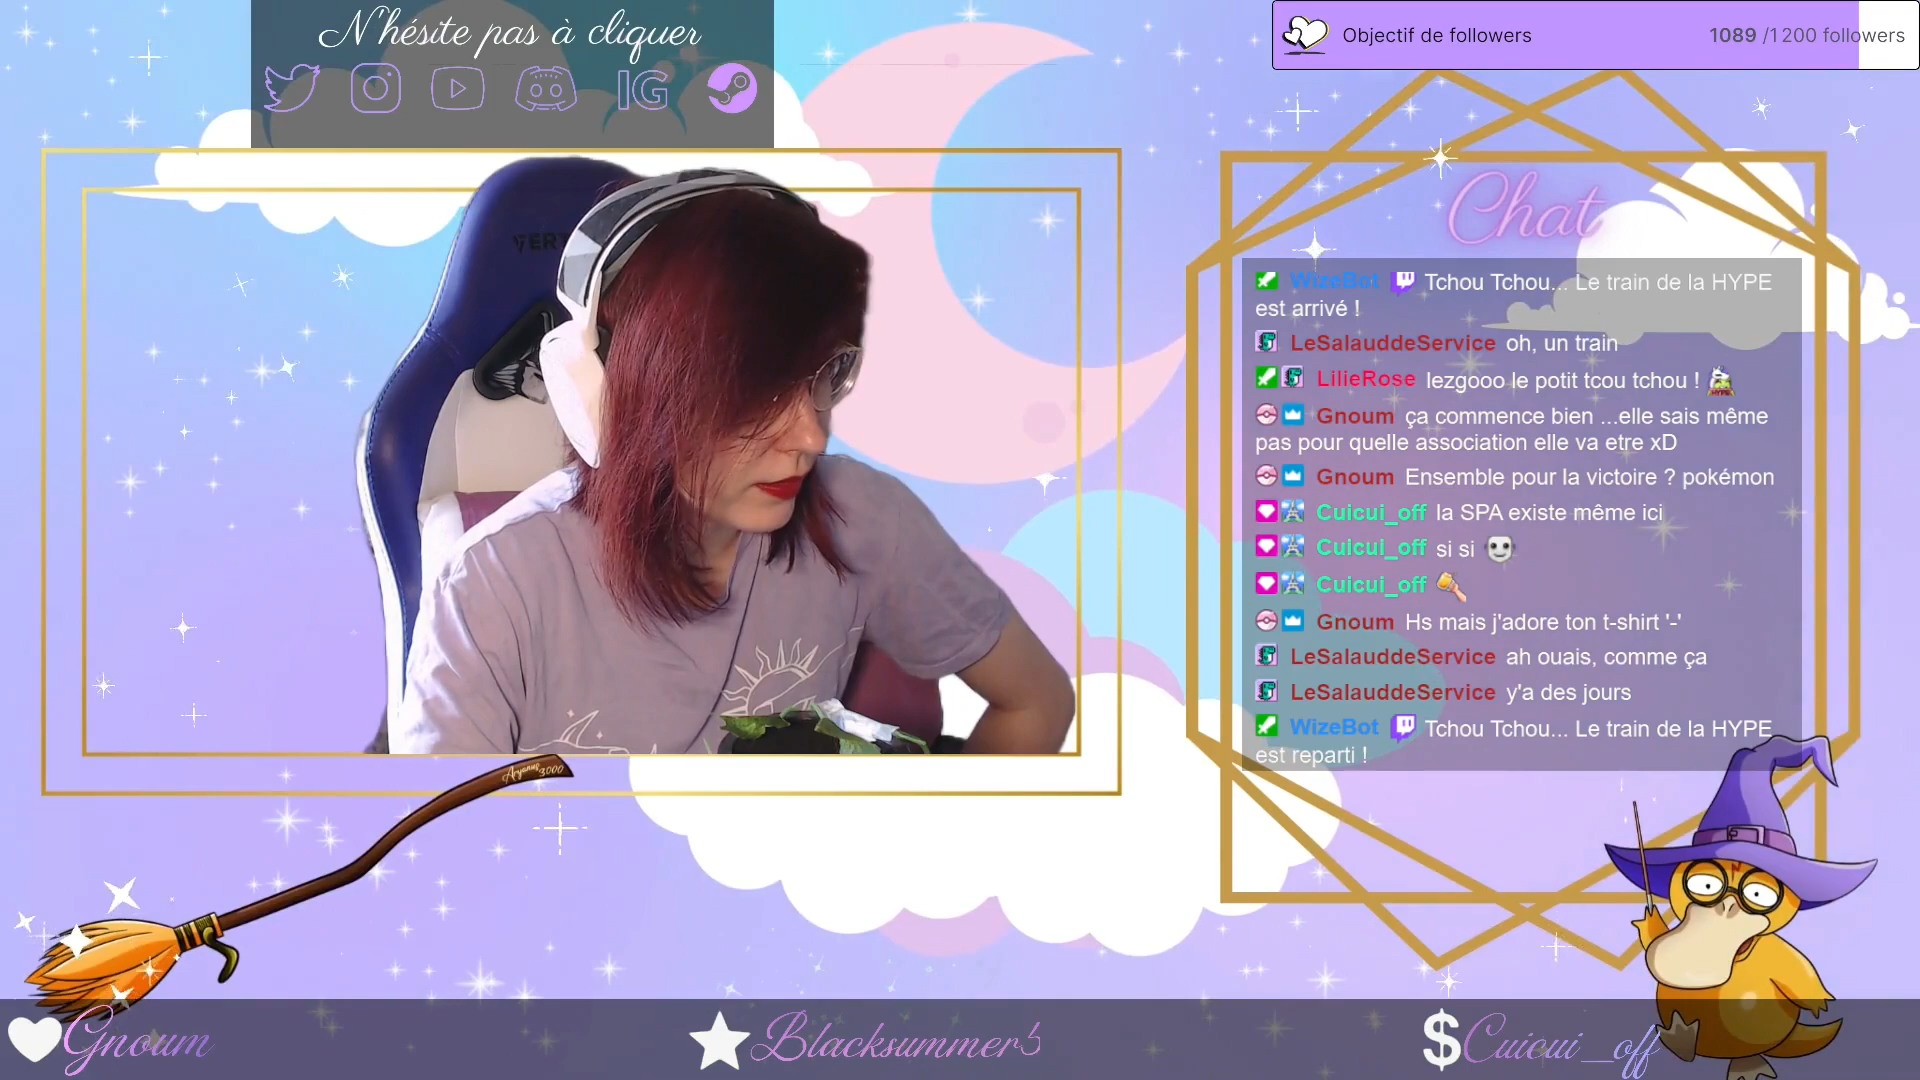 N'hésite pas à cliquer
IG
Objectif de followers 1089 /1200 followers
VERT
Chat
WizeBot Tchou Tchou... Le train de la HYPE
est arrivé !
LeSalauddeService oh, un train
LilieRose lezgooo le potit tcou tchou !
Gnoum ça commence bien ...elle sais même
pas pour quelle association elle va etre xD
Gnoum Ensemble pour la victoire ? pokémon
Cuicui_off la SPA existe même ici
Cuicui_off si si
Cuicui_off
Gnoum Hs mais j'adore ton t-shirt '-'
LeSalauddeService ah ouais, comme ça
LeSalauddeService y'a des jours
WizeBot Tchou Tchou... Le train de la HYPE
est reparti !
3000
Gnoum
Blacksummer5
$ Cuicui_off